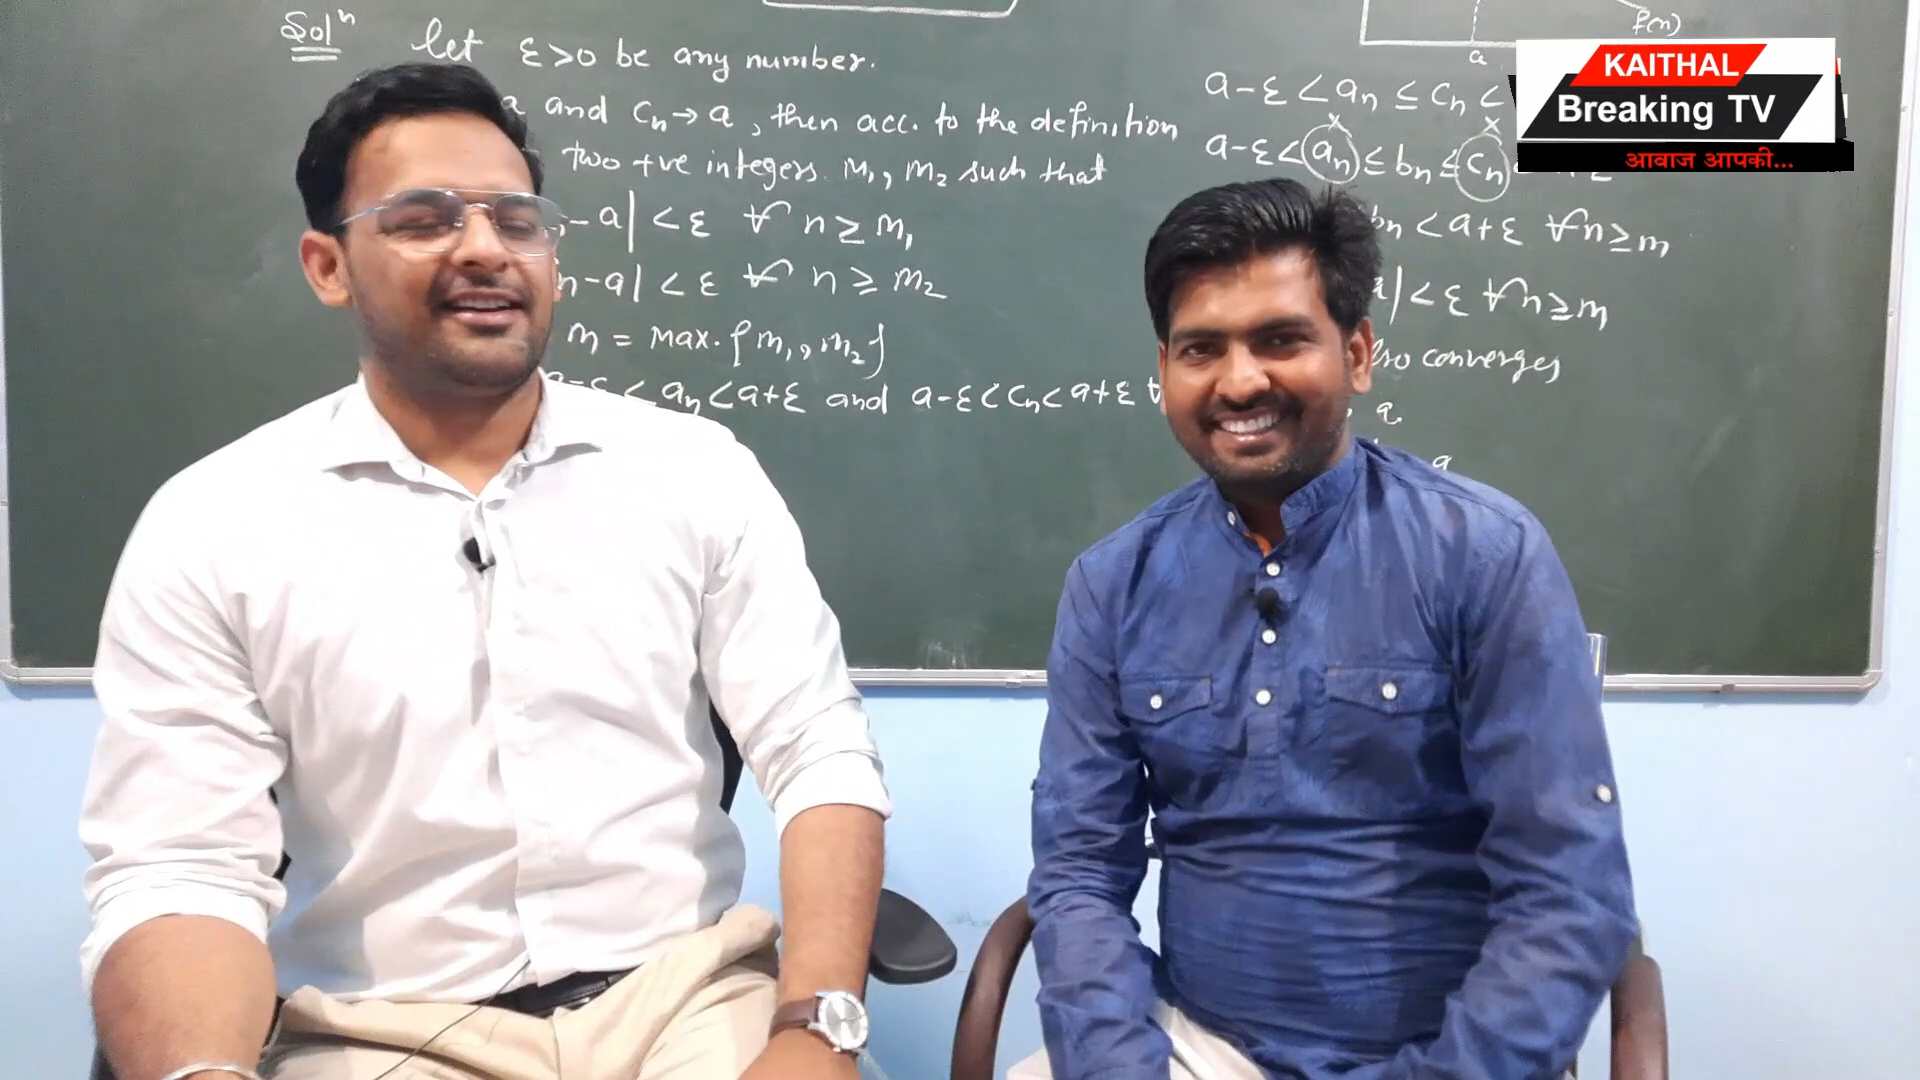 Solⁿ let ε>0 be any number.
a and cₙ→a, then acc. to the definition
two +ve integers m₁, m₂ such that
-a| <ε ∀ n≥m₁
n-a| <ε ∀ n≥m₂
m = max.{m₁, m₂}
a-ε<aₙ<a+ε and a-ε<cₙ<a+ε ∀
f(n)
a
a-ε<aₙ≤cₙ<
a-ε<aₙ≤bₙ≤cₙ
bₙ<a+ε ∀n≥m
|<ε ∀n≥m
converges
a.
a
KAITHAL
Breaking TV
आवाज आपकी...